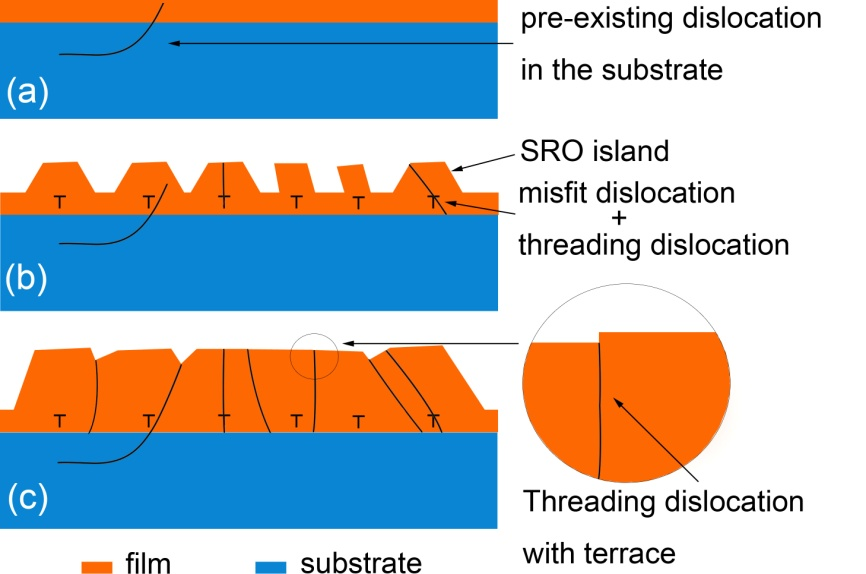 pre-existing dislocation
in the substrate
(a)
SRO island
misfit dislocation
+
threading dislocation
T T T T T T
(b)
T T T T T T
(c)
Threading dislocation
with terrace
film
substrate